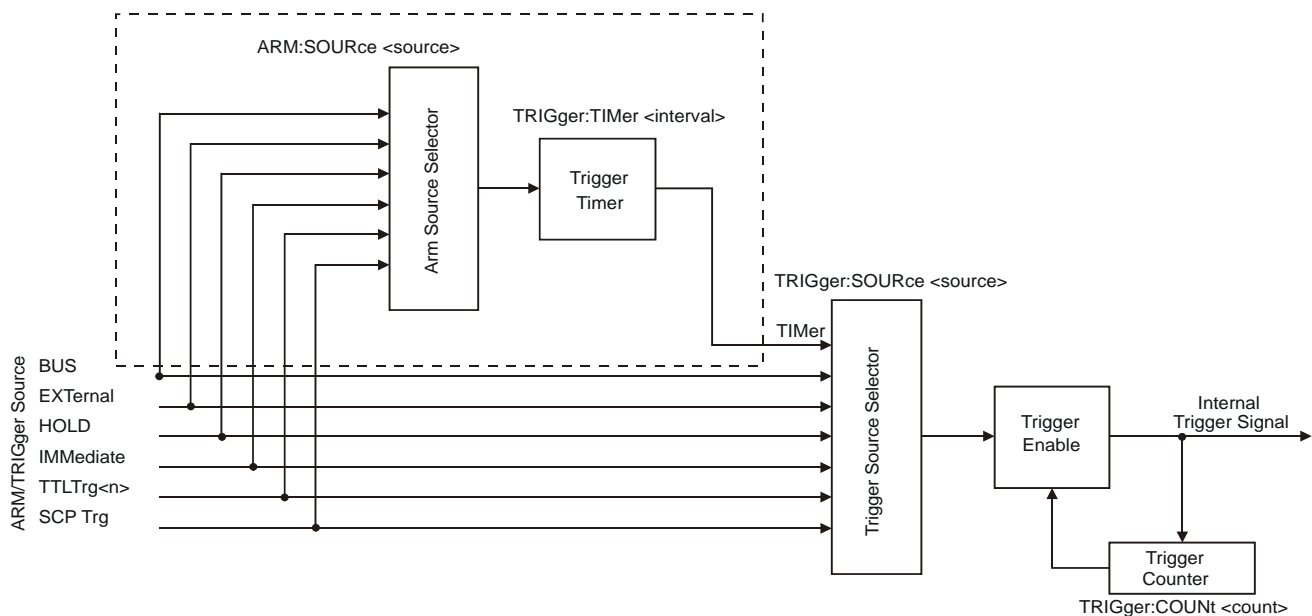 ARM:SOURce <source>
Arm Source Selector
TRIGger:TIMer <interval>
Trigger
Timer
TRIGger:SOURce <source>
TIMer
Trigger Source Selector
ARM/TRIGger Source
BUS
EXTernal
HOLD
IMMediate
TTLTrg<n>
SCP Trg
Trigger
Enable
Internal
Trigger Signal
Trigger
Counter
TRIGger:COUNt <count>